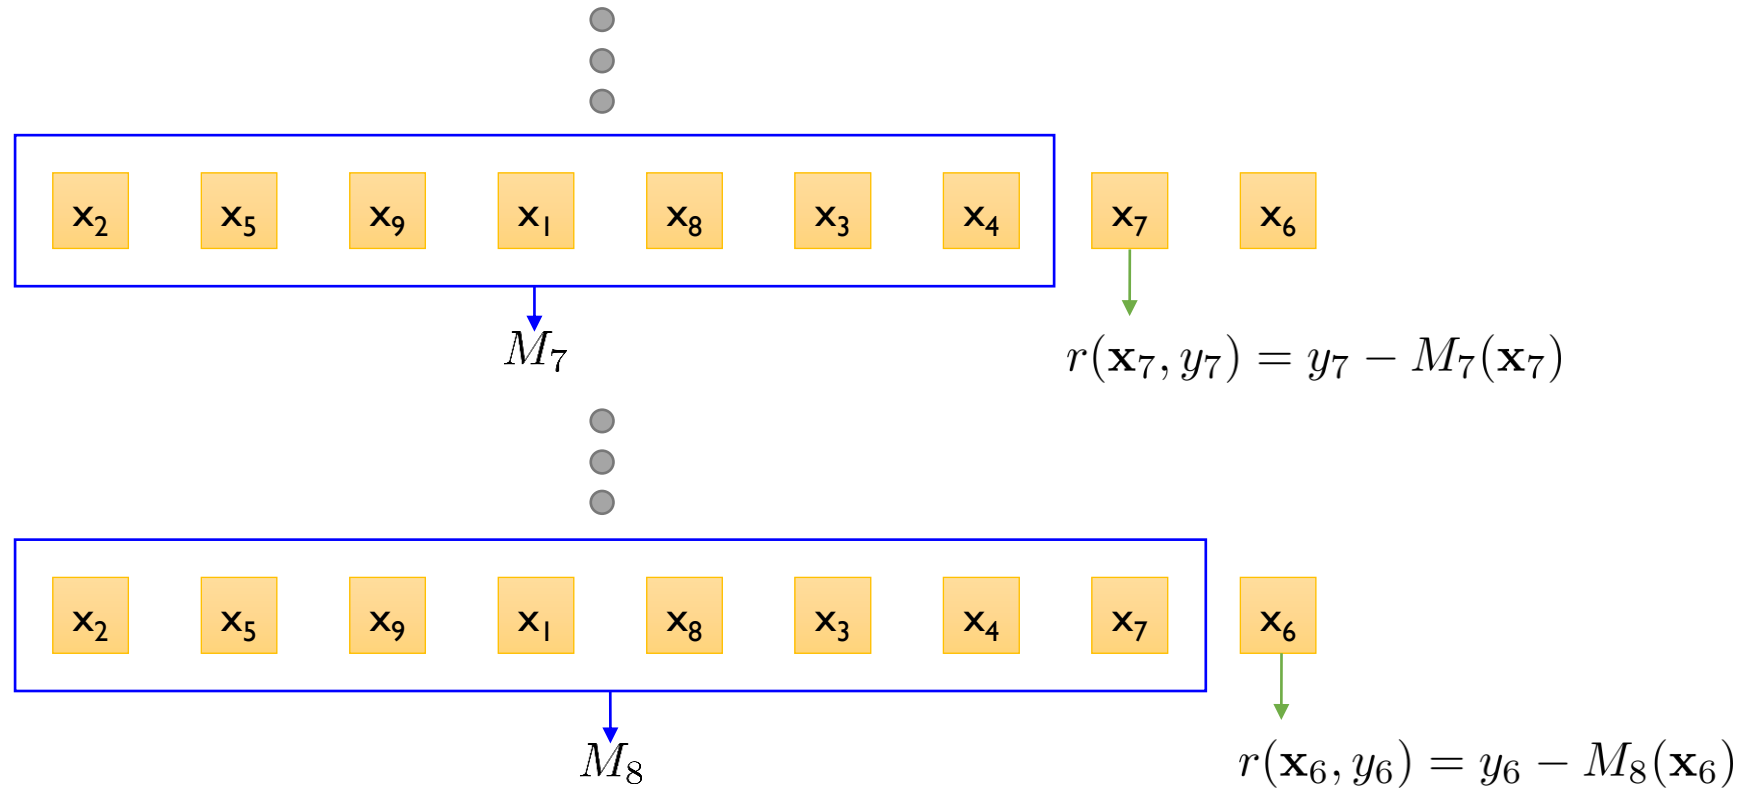 x₂ x₅ x₉ x₁ x₈ x₃ x₄ x₇ x₆
M₇
r(𝐱₇, y₇) = y₇ − M₇(𝐱₇)
x₂ x₅ x₉ x₁ x₈ x₃ x₄ x₇ x₆
M₈
r(𝐱₆, y₆) = y₆ − M₈(𝐱₆)